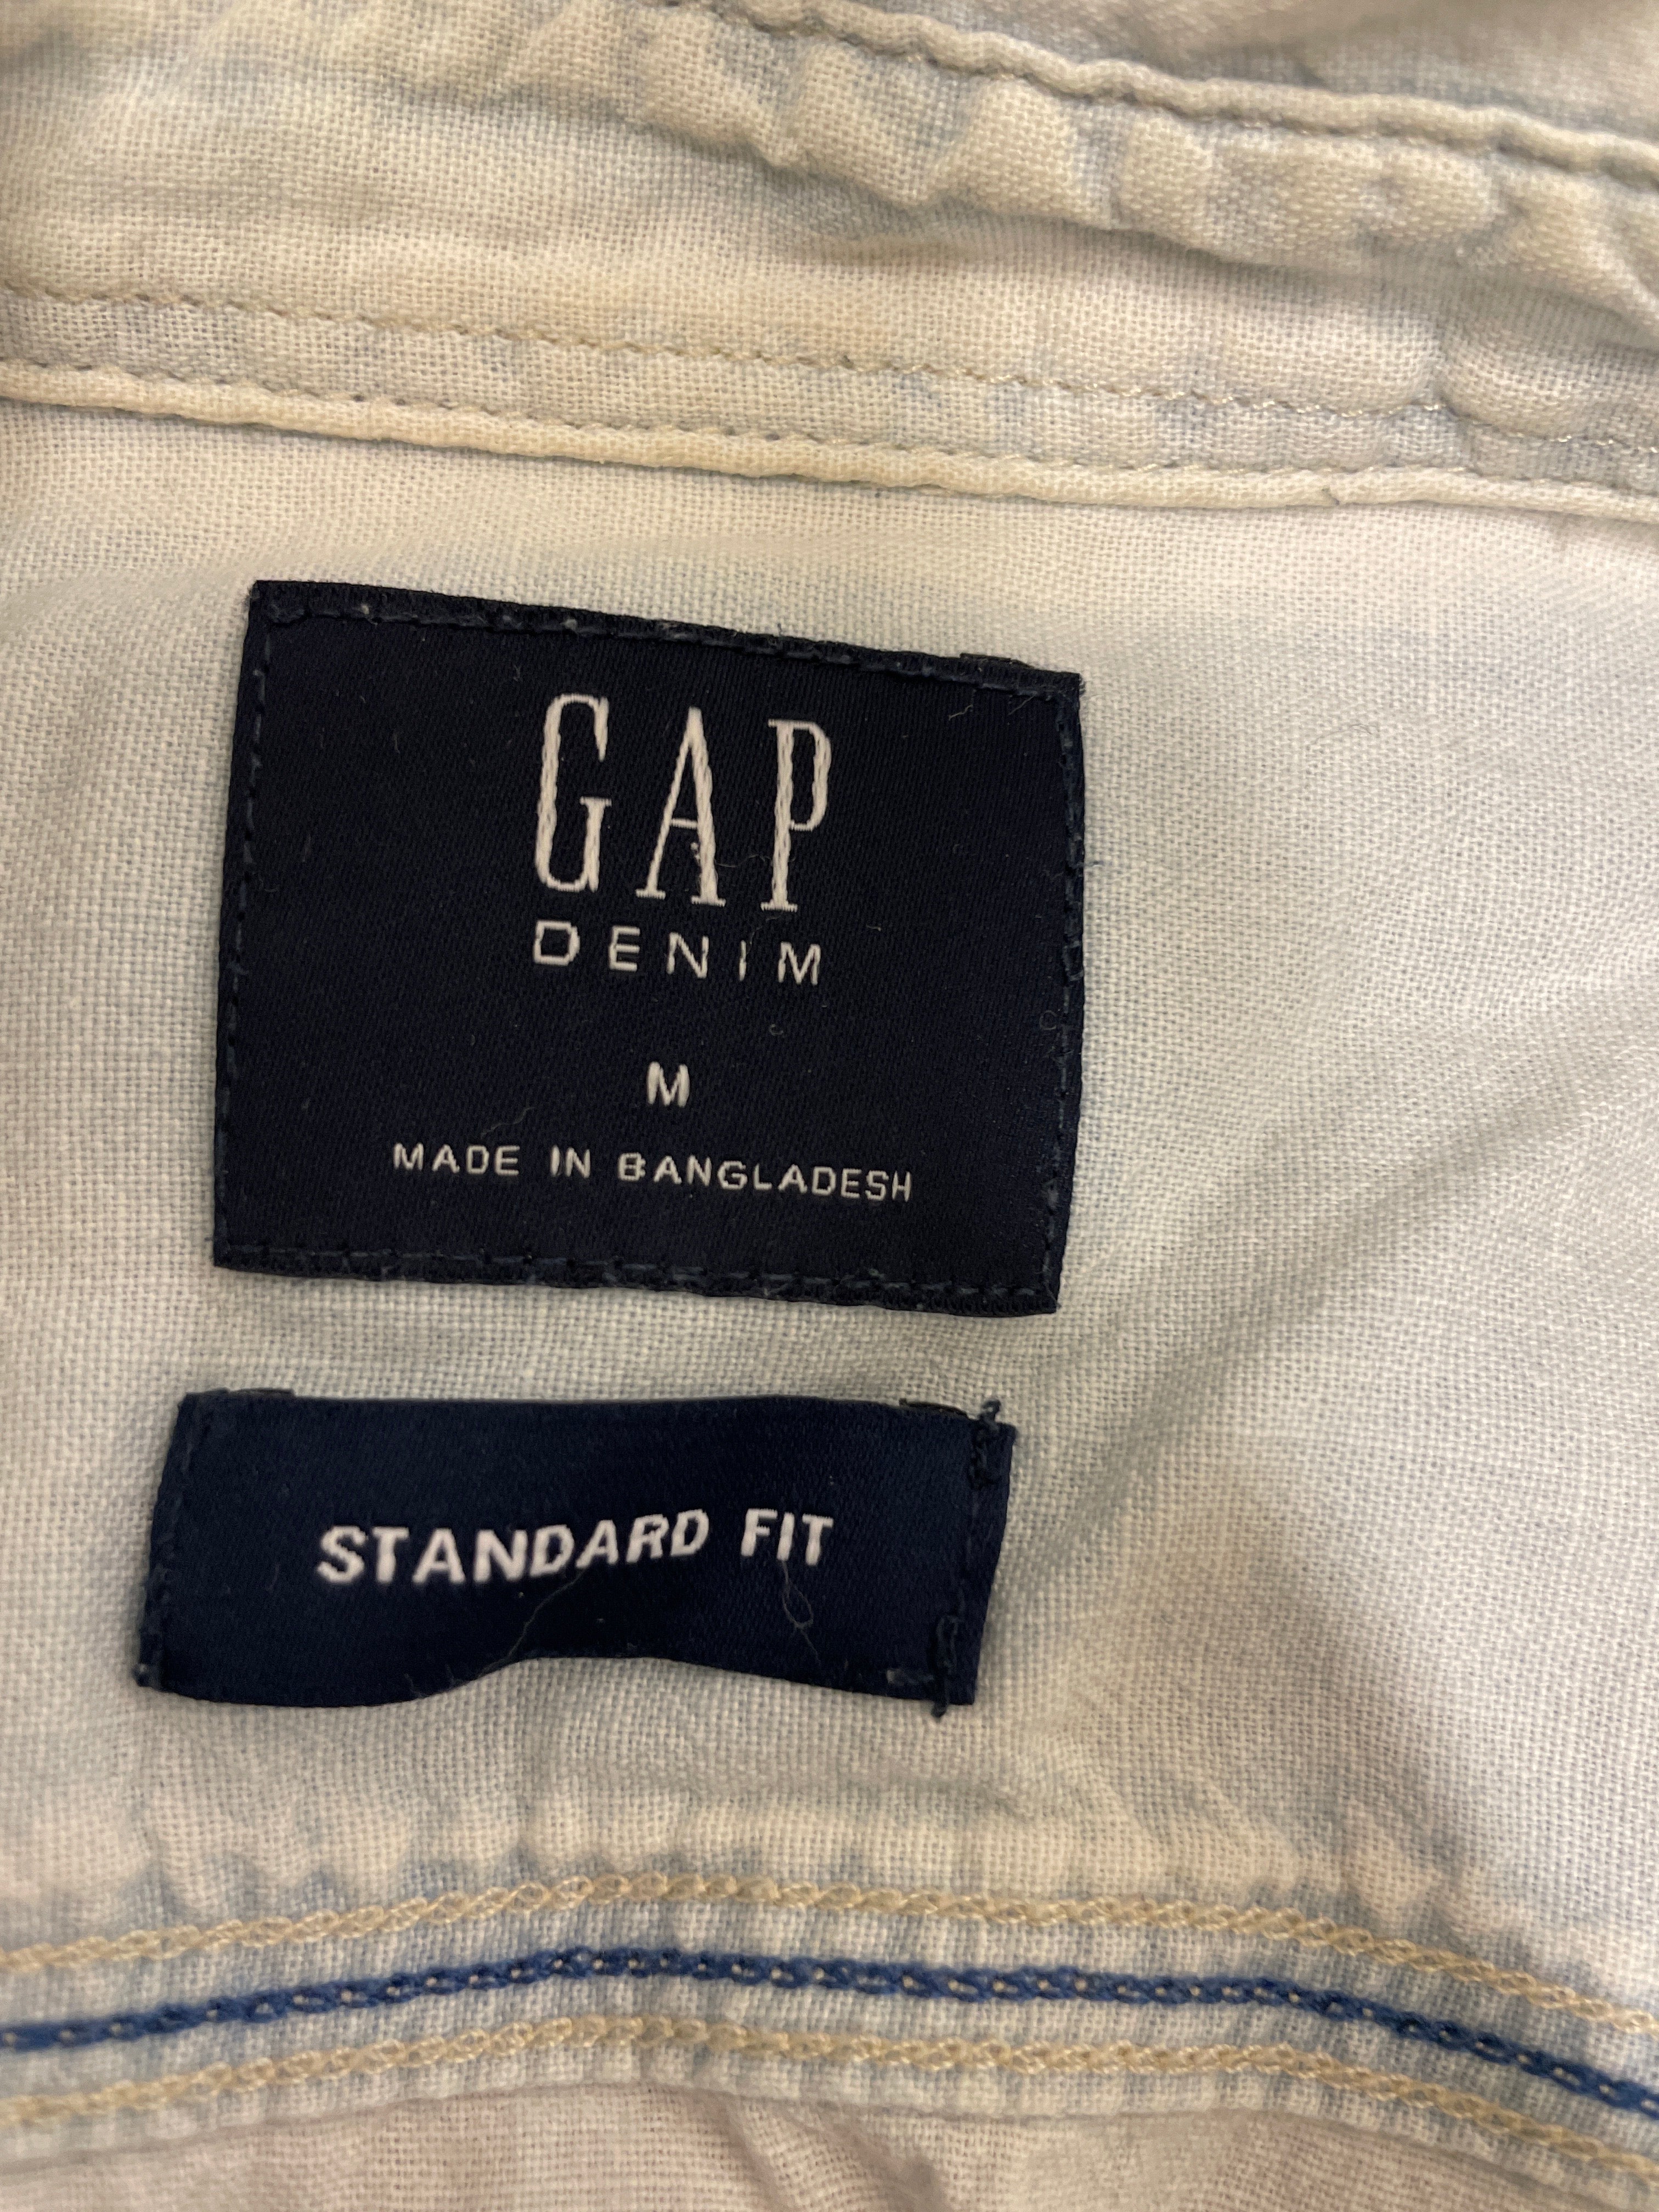 GAP
DENIM
M
MADE IN BANGLADESH
STANDARD FIT